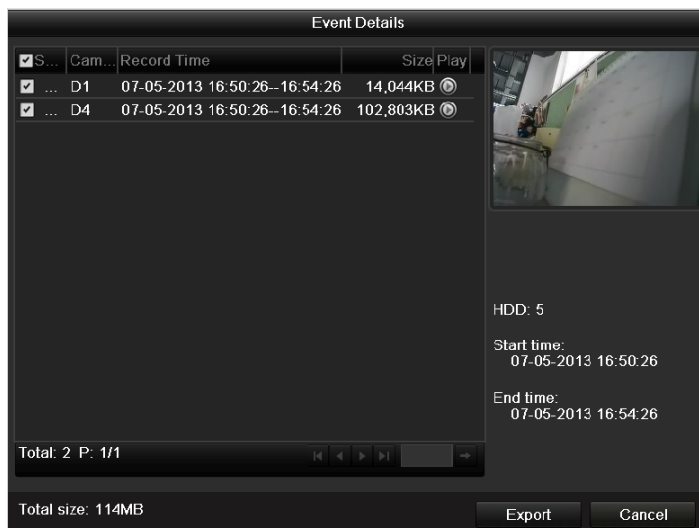 Event Details
S... Cam... Record Time Size Play
... D1 07-05-2013 16:50:26--16:54:26 14,044KB
... D4 07-05-2013 16:50:26--16:54:26 102,803KB
HDD: 5
Start time:
07-05-2013 16:50:26
End time:
07-05-2013 16:54:26
Total: 2 P: 1/1
Total size: 114MB
Export Cancel